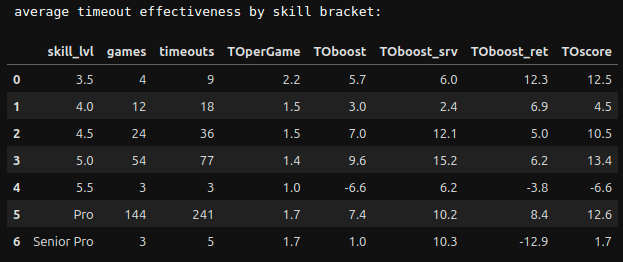 average timeout effectiveness by skill bracket:
skill_lvl games timeouts TOperGame TOboost TOboost_srv TOboost_ret TOscore
0 3.5 4 9 2.2 5.7 6.0 12.3 12.5
1 4.0 12 18 1.5 3.0 2.4 6.9 4.5
2 4.5 24 36 1.5 7.0 12.1 5.0 10.5
3 5.0 54 77 1.4 9.6 15.2 6.2 13.4
4 5.5 3 3 1.0 -6.6 6.2 -3.8 -6.6
5 Pro 144 241 1.7 7.4 10.2 8.4 12.6
6 Senior Pro 3 5 1.7 1.0 10.3 -12.9 1.7